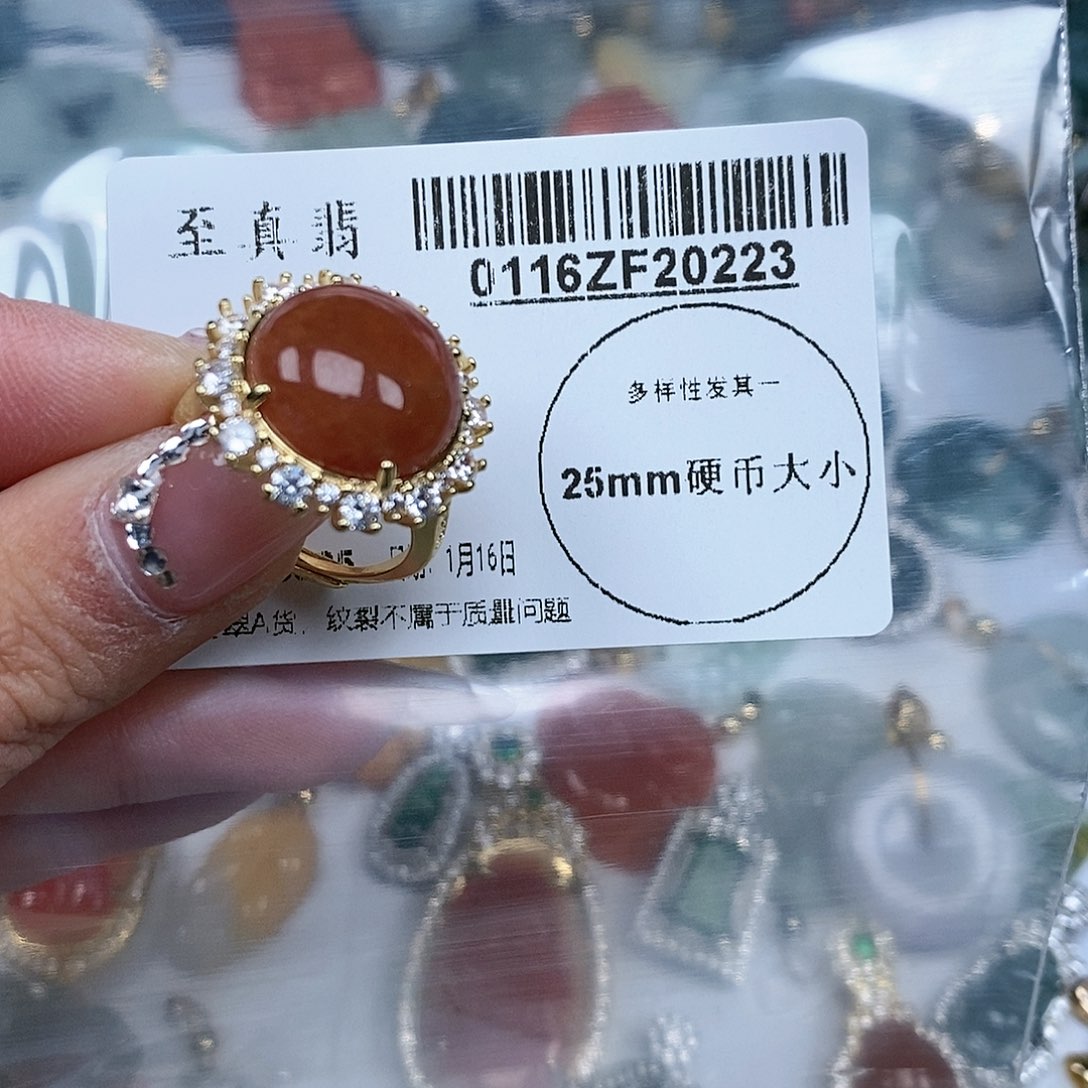 至真翡
0116ZF20223
多样性发其一
25mm硬币大小
1月16日
A货，纹裂不属于质量问题